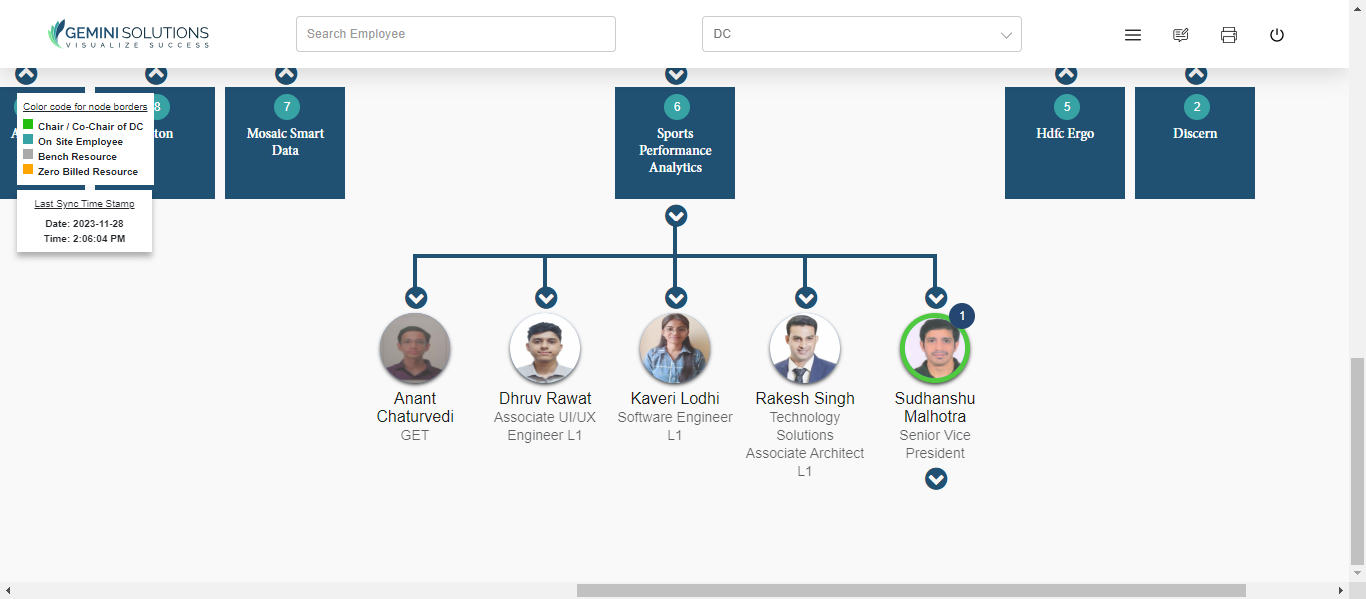 GEMINI SOLUTIONS
VISUALIZE SUCCESS
Search Employee
DC
Color code for node borders
Chair / Co-Chair of DC
On Site Employee
Bench Resource
Zero Billed Resource
Last Sync Time Stamp
Date: 2023-11-28
Time: 2:06:04 PM
8
7
Mosaic Smart
Data
6
Sports
Performance
Analytics
5
Hdfc Ergo
2
Discern
Anant
Chaturvedi
GET
Dhruv Rawat
Associate UI/UX
Engineer L1
Kaveri Lodhi
Software Engineer
L1
Rakesh Singh
Technology
Solutions
Associate Architect
L1
1
Sudhanshu
Malhotra
Senior Vice
President